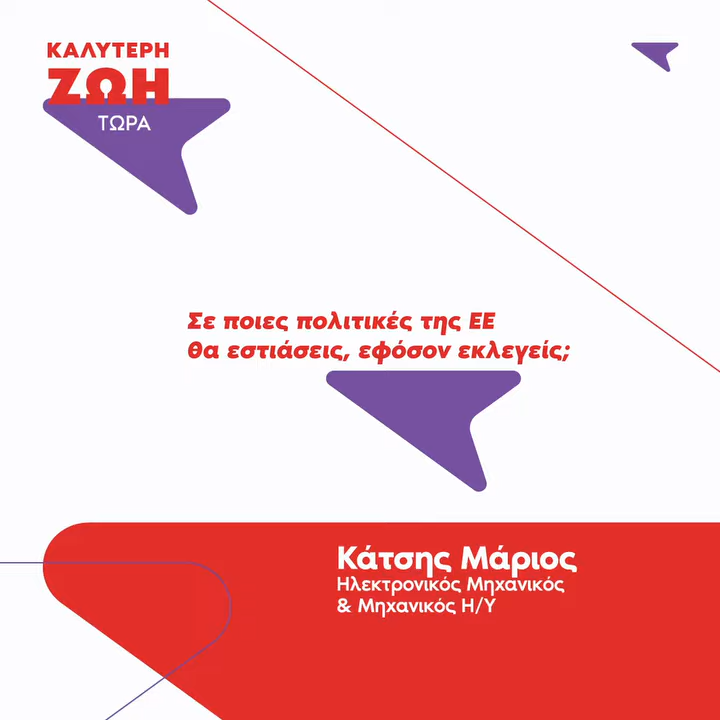 ΚΑΛΥΤΕΡΗ
ΖΩΗ
ΤΩΡΑ
Σε ποιες πολιτικές της ΕΕ
θα εστιάσεις, εφόσον εκλεγείς;
Κάτσης Μάριος
Ηλεκτρονικός Μηχανικός
& Μηχανικός Η/Υ